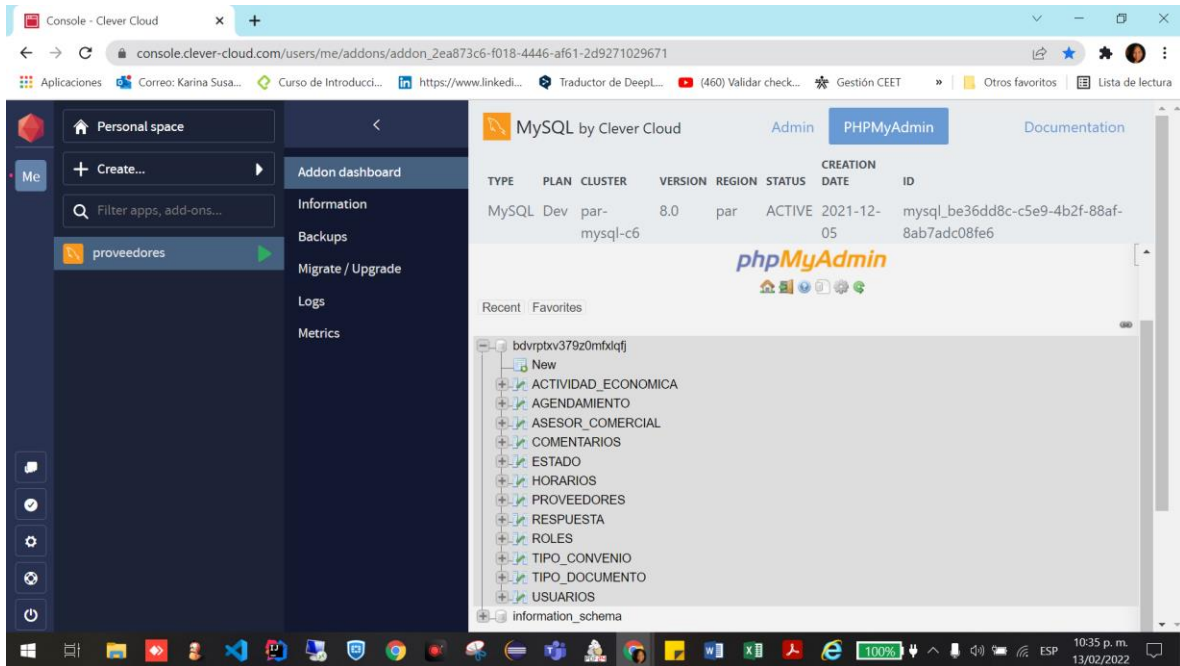 Console - Clever Cloud
console.clever-cloud.com/users/me/addons/addon_2ea873c6-f018-4446-af61-2d9271029671
Aplicaciones
Correo: Karina Susa...
Curso de Introducci...
https://www.linkedi...
Traductor de DeepL...
(460) Validar check...
Gestión CEET
»
Otros favoritos
Lista de lectura
Me
Personal space
Create...
Filter apps, add-ons...
proveedores
Addon dashboard
Information
Backups
Migrate / Upgrade
Logs
Metrics
MySQL by Clever Cloud
Admin
PHPMyAdmin
Documentation
TYPE PLAN CLUSTER VERSION REGION STATUS CREATION DATE ID
MySQL Dev par-mysql-c6 8.0 par ACTIVE 2021-12-05 mysql_be36dd8c-c5e9-4b2f-88af-8ab7adc08fe6
phpMyAdmin
Recent Favorites
bdvrptxv379z0mfxlqfj
New
ACTIVIDAD_ECONOMICA
AGENDAMIENTO
ASESOR_COMERCIAL
COMENTARIOS
ESTADO
HORARIOS
PROVEEDORES
RESPUESTA
ROLES
TIPO_CONVENIO
TIPO_DOCUMENTO
USUARIOS
information_schema
100%
ESP
10:35 p. m.
13/02/2022